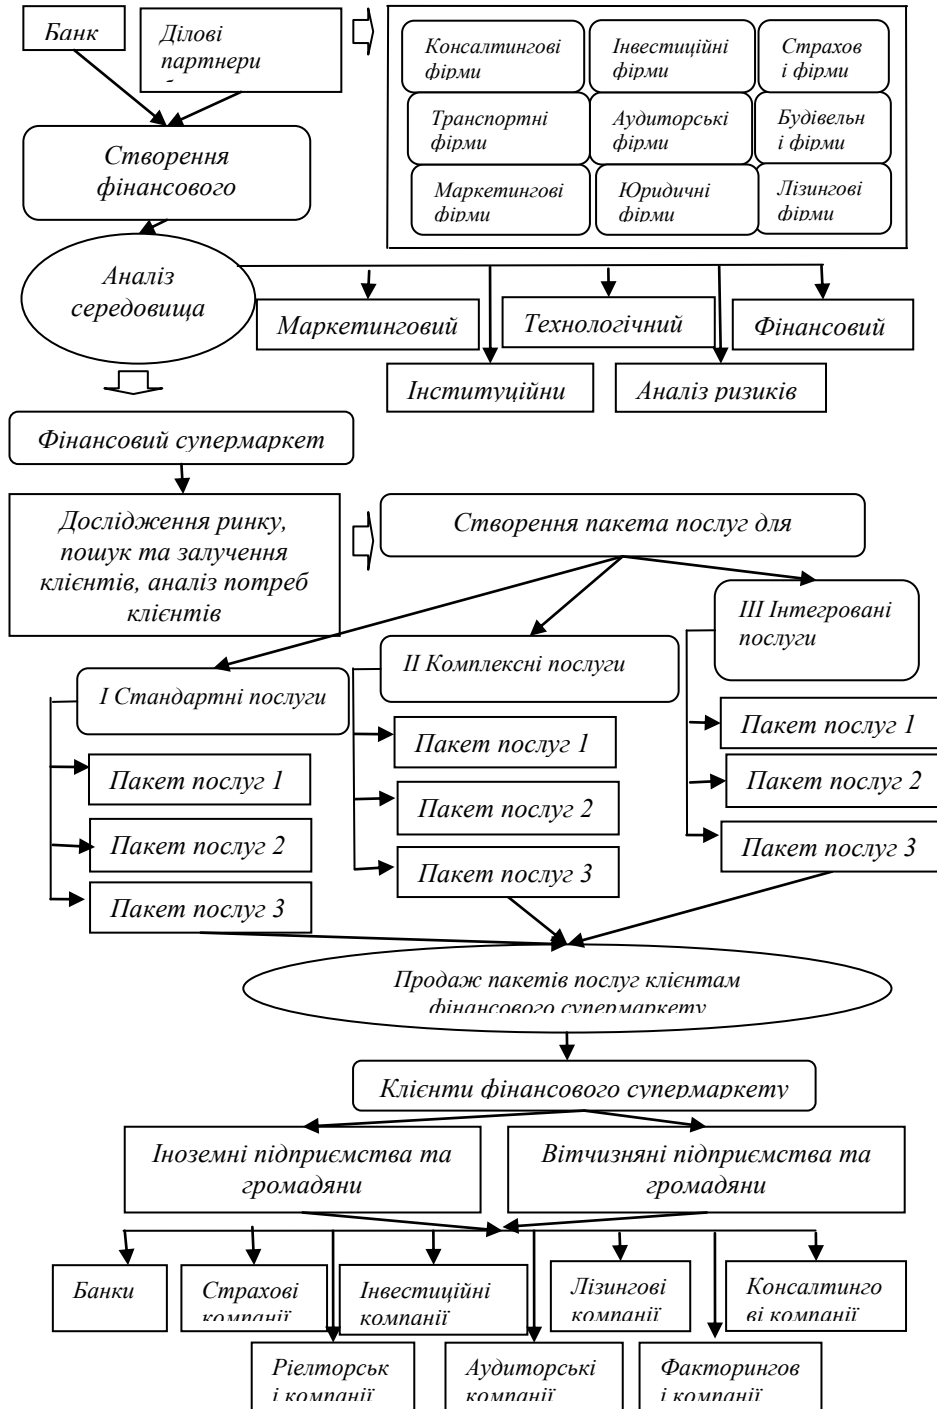 Банк
Ділові
партнери
Консалтингові
фірми
Інвестиційні
фірми
Страхов
і фірми
Транспортні
фірми
Аудиторські
фірми
Будівельн
і фірми
Маркетингові
фірми
Юридичні
фірми
Лізингові
фірми
Створення
фінансового
Аналіз
середовища
Маркетинговий
Технологічний
Фінансовий
Інституційни
Аналіз ризиків
Фінансовий супермаркет
Дослідження ринку,
пошук та залучення
клієнтів, аналіз потреб
клієнтів
Створення пакета послуг для
I Стандартні послуги
II Комплексні послуги
III Інтегровані
послуги
Пакет послуг 1
Пакет послуг 2
Пакет послуг 3
Пакет послуг 1
Пакет послуг 2
Пакет послуг 3
Пакет послуг 1
Пакет послуг 2
Пакет послуг 3
Продаж пакетів послуг клієнтам
фінансового супермаркету
Клієнти фінансового супермаркету
Іноземні підприємства та
громадяни
Вітчизняні підприємства та
громадяни
Банки
Страхові
компанії
Інвестиційні
компанії
Лізингові
компанії
Консалтинго
ві компанії
Ріелторськ
і компанії
Аудиторські
компанії
Факторингов
і компанії